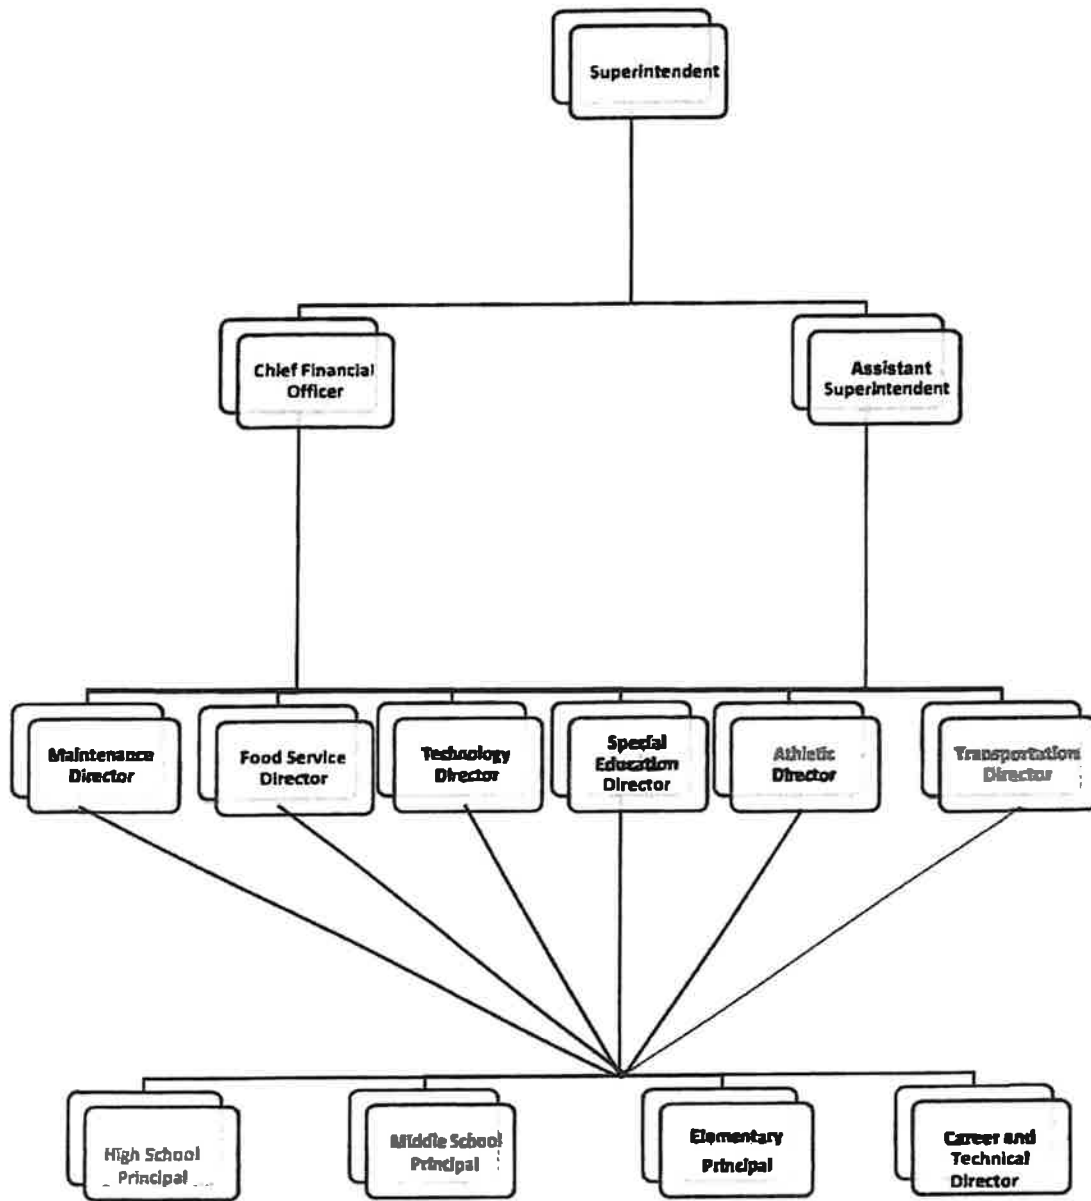 Superintendent
Chief Financial
Officer
Assistant
Superintendent
Maintenance
Director
Food Service
Director
Technology
Director
Special
Education
Director
Athletic
Director
Transportation
Director
High School
Principal
Middle School
Principal
Elementary
Principal
Career and
Technical
Director